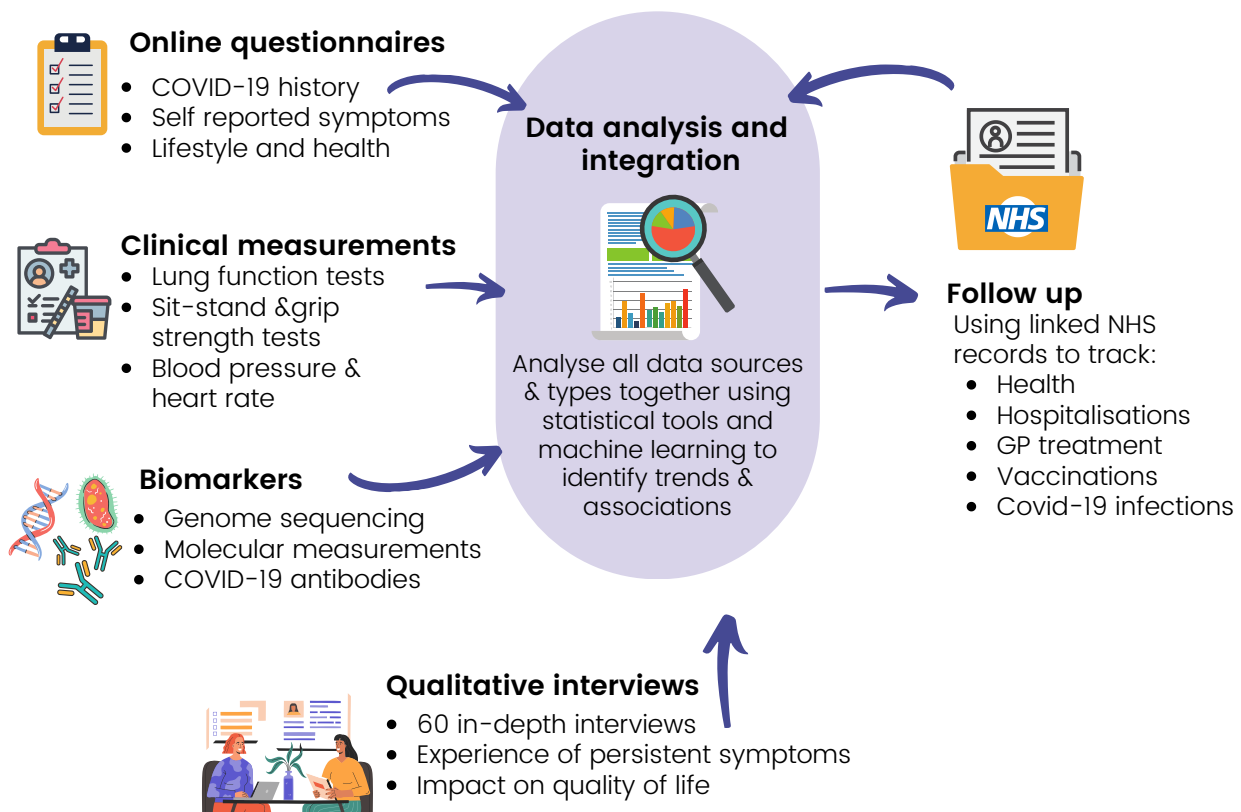 Online questionnaires
• COVID-19 history
• Self reported symptoms
• Lifestyle and health
Clinical measurements
• Lung function tests
• Sit-stand &grip
strength tests
• Blood pressure &
heart rate
Biomarkers
• Genome sequencing
• Molecular measurements
• COVID-19 antibodies
Qualitative interviews
• 60 in-depth interviews
• Experience of persistent symptoms
• Impact on quality of life
Data analysis and
integration
Analyse all data sources
& types together using
statistical tools and
machine learning to
identify trends &
associations
NHS
Follow up
Using linked NHS
records to track:
• Health
• Hospitalisations
• GP treatment
• Vaccinations
• Covid-19 infections